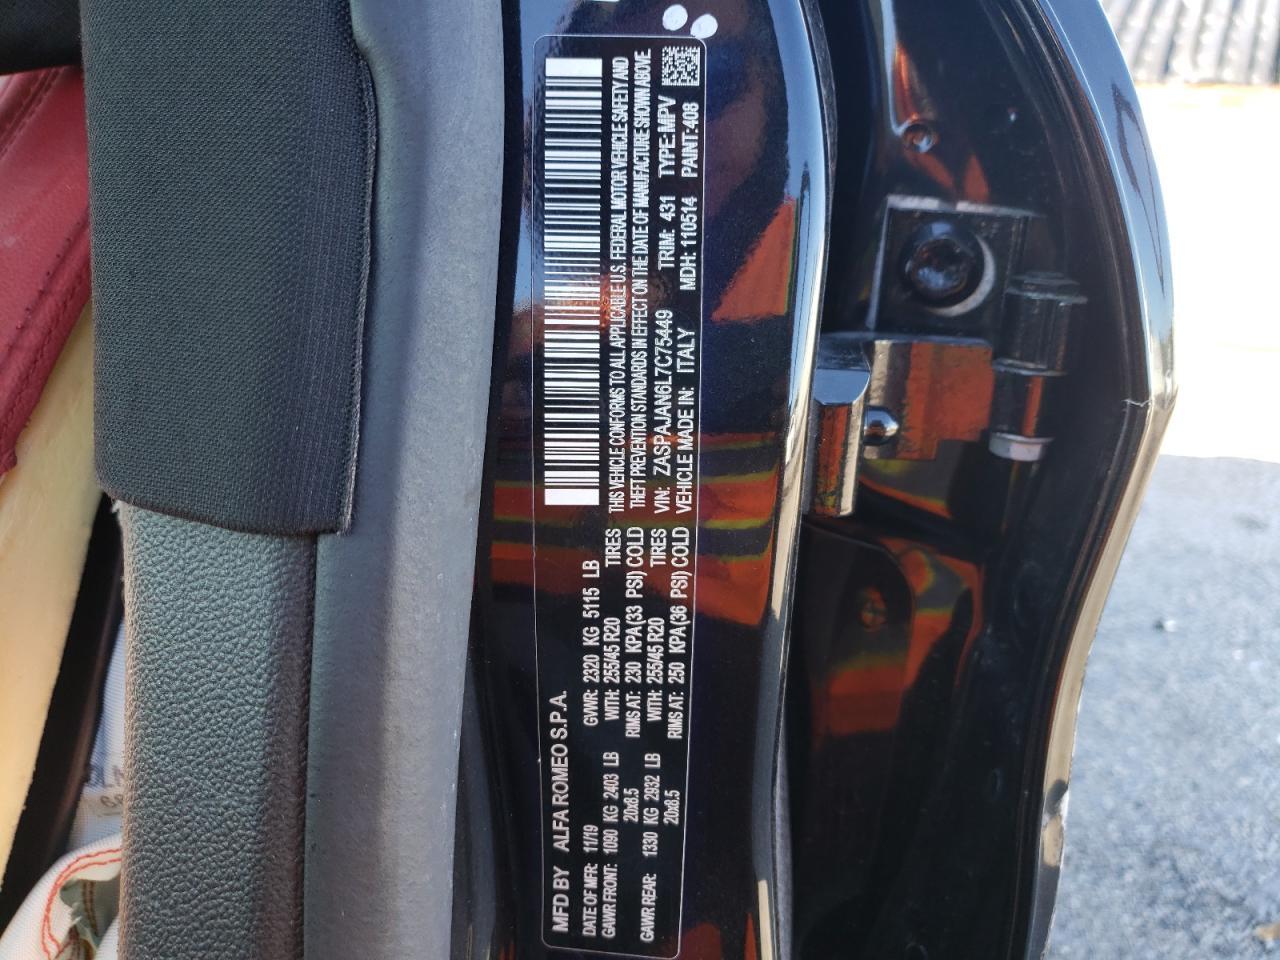 MFD BY ALFA ROMEO S.P.A.
DATE OF MFR: 11/19 GVWR: 2320 KG 5115 LB
GAWR FRONT: 1090 KG 2403 LB WITH: 255/45 R20 TIRES
20x8.5 RIMS AT: 230 KPA(33 PSI) COLD
GAWR REAR: 1330 KG 2932 LB WITH: 255/45 R20 TIRES
20x8.5 RIMS AT: 250 KPA(36 PSI) COLD
THIS VEHICLE CONFORMS TO ALL APPLICABLE U.S. FEDERAL MOTOR VEHICLE SAFETY AND
THEFT PREVENTION STANDARDS IN EFFECT ON THE DATE OF MANUFACTURE SHOWN ABOVE
VIN: ZASPAJAN6L7C75449 TRIM: 431 TYPE: MPV
VEHICLE MADE IN: ITALY MDH: 110514 PAINT: 408